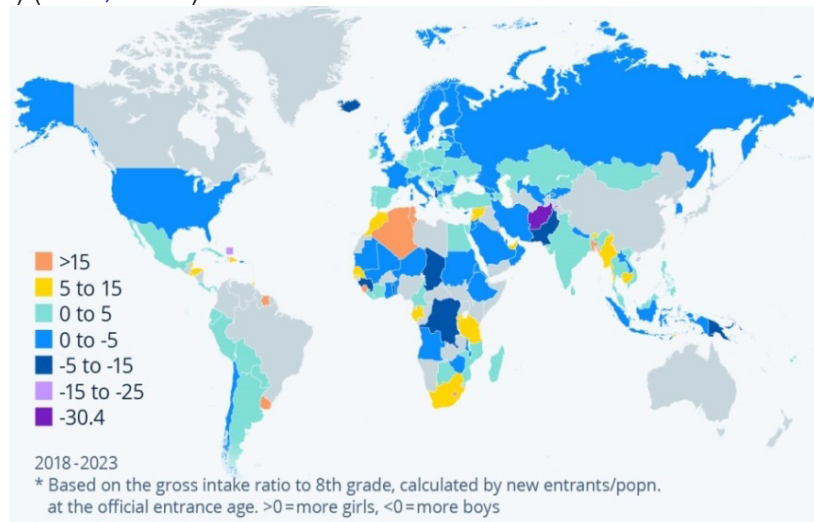 >15
5 to 15
0 to 5
0 to -5
-5 to -15
-15 to -25
-30.4
2018-2023
* Based on the gross intake ratio to 8th grade, calculated by new entrants/popn.
at the official entrance age. >0=more girls, <0=more boys